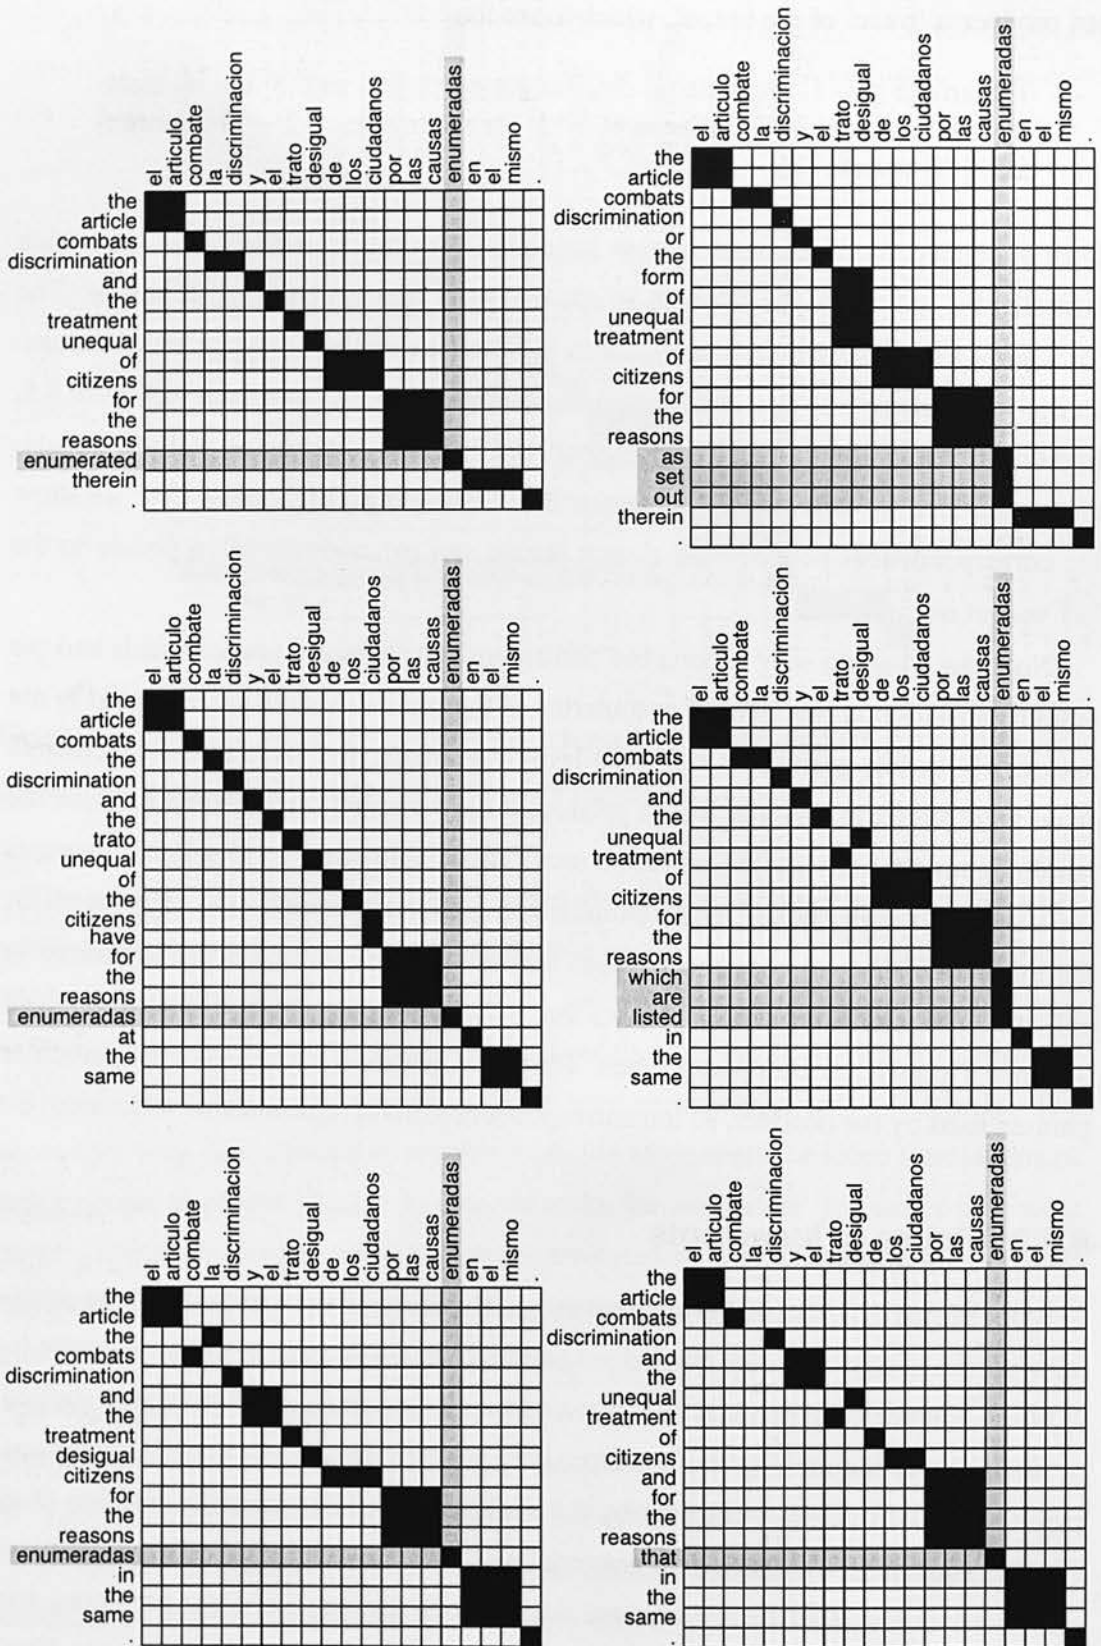 el
articulo
combate
la
discriminacion
y
el
trato
desigual
de
los
ciudadanos
por
las
causas
enumeradas
en
el
mismo
.
the
article
combats
discrimination
and
the
treatment
unequal
of
citizens
for
the
reasons
enumerated
therein
.
el
articulo
combate
la
discriminacion
y
el
trato
desigual
de
los
ciudadanos
por
las
causas
enumeradas
en
el
mismo
.
the
article
combats
discrimination
or
the
form
of
unequal
treatment
of
citizens
for
the
reasons
as
set
out
therein
.
el
articulo
combate
la
discriminacion
y
el
trato
desigual
de
los
ciudadanos
por
las
causas
enumeradas
en
el
mismo
.
the
article
combats
the
discrimination
and
the
trato
unequal
of
the
citizens
have
for
the
reasons
enumeradas
at
the
same
.
el
articulo
combate
la
discriminacion
y
el
trato
desigual
de
los
ciudadanos
por
las
causas
enumeradas
en
el
mismo
.
the
article
combats
discrimination
and
the
unequal
treatment
of
citizens
for
the
reasons
which
are
listed
in
the
same
.
el
articulo
combate
la
discriminacion
y
el
trato
desigual
de
los
ciudadanos
por
las
causas
enumeradas
en
el
mismo
.
the
article
the
combats
discrimination
and
the
treatment
desigual
citizens
for
the
reasons
enumeradas
in
the
same
.
el
articulo
combate
la
discriminacion
y
el
trato
desigual
de
los
ciudadanos
por
las
causas
enumeradas
en
el
mismo
.
the
article
combats
discrimination
and
the
unequal
treatment
of
citizens
and
for
the
reasons
that
in
the
same
.